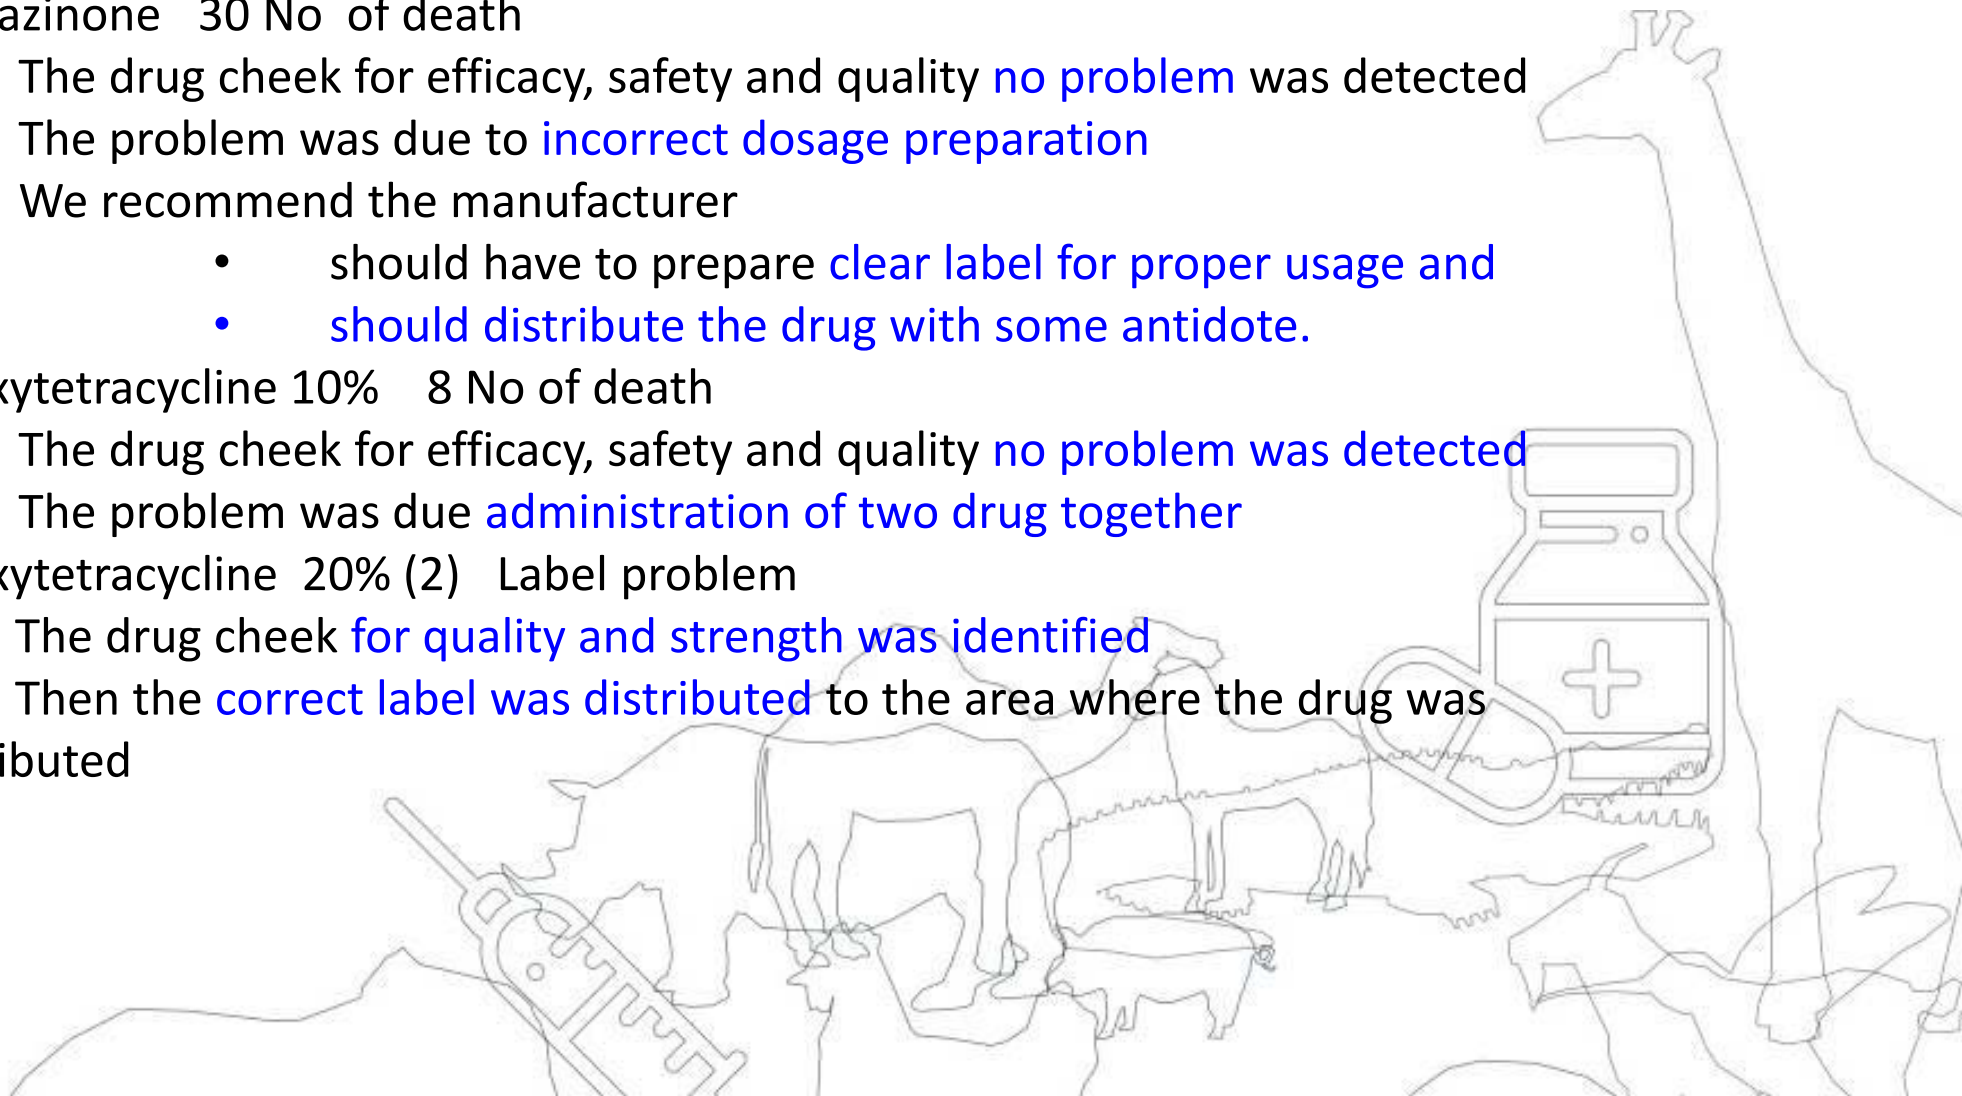 azinone 30 No of death
The drug cheek for efficacy, safety and quality no problem was detected
The problem was due to incorrect dosage preparation
We recommend the manufacturer
• should have to prepare clear label for proper usage and
• should distribute the drug with some antidote.
xytetracycline 10% 8 No of death
The drug cheek for efficacy, safety and quality no problem was detected
The problem was due administration of two drug together
xytetracycline 20% (2) Label problem
The drug cheek for quality and strength was identified
Then the correct label was distributed to the area where the drug was
ibuted